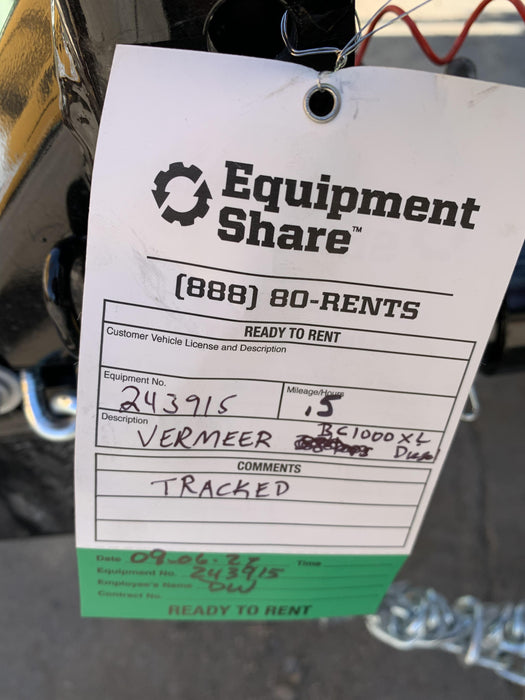 Equipment
Share™
(888) 80-RENTS
READY TO RENT
Customer Vehicle License and Description
Equipment No.
243915
Mileage/Hours
.5
Description
VERMEER BC1000XL
Diesel
COMMENTS
TRACKED
Date 09.06. Time
Equipment No. 243915
Employee's Name DW
Contract No.
READY TO RENT